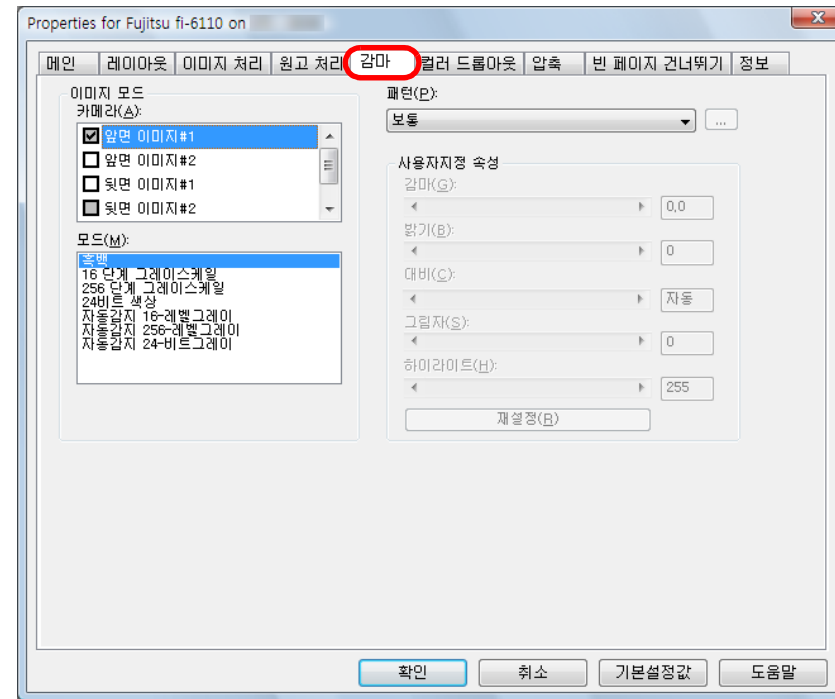 Properties for Fujitsu fi-6110 on
메인 레이아웃 이미지 처리 원고 처리 감마 컬러 드롭아웃 압축 빈 페이지 건너뛰기 정보
이미지 모드
카메라(A):
앞면 이미지#1
앞면 이미지#2
뒷면 이미지#1
뒷면 이미지#2
모드(M):
흑백
16 단계 그레이스케일
256 단계 그레이스케일
24비트 색상
자동감지 16-레벨그레이
자동감지 256-레벨그레이
자동감지 24-비트그레이
패턴(P):
보통
...
사용자지정 속성
감마(G):
0,0
밝기(B):
0
대비(C):
자동
그림자(S):
0
하이라이트(H):
255
재설정(R)
확인 취소 기본설정값 도움말